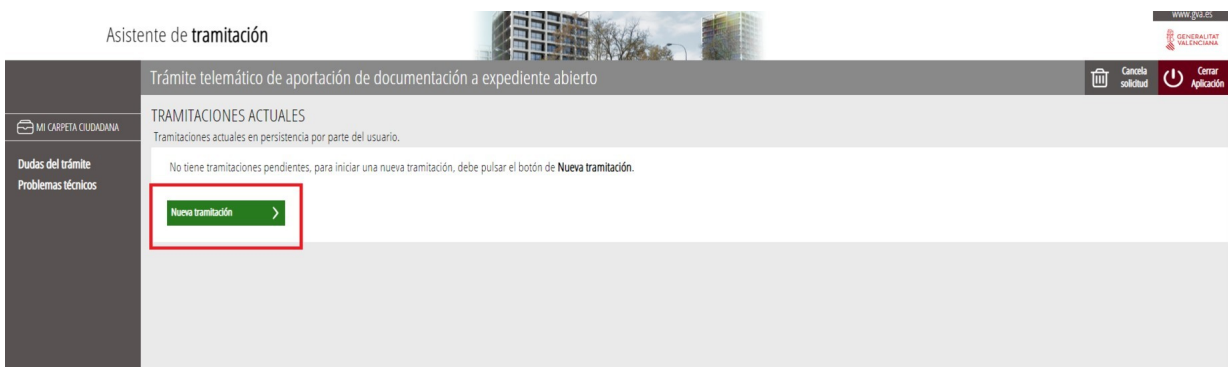 www.gva.es
Asistente de tramitación
GENERALITAT
VALENCIANA
Trámite telemático de aportación de documentación a expediente abierto
Cancela
solicitud
Cerrar
Aplicación
MI CARPETA CIUDADANA
Dudas del trámite
Problemas técnicos
TRAMITACIONES ACTUALES
Tramitaciones actuales en persistencia por parte del usuario.
No tiene tramitaciones pendientes, para iniciar una nueva tramitación, debe pulsar el botón de Nueva tramitación.
Nueva tramitación